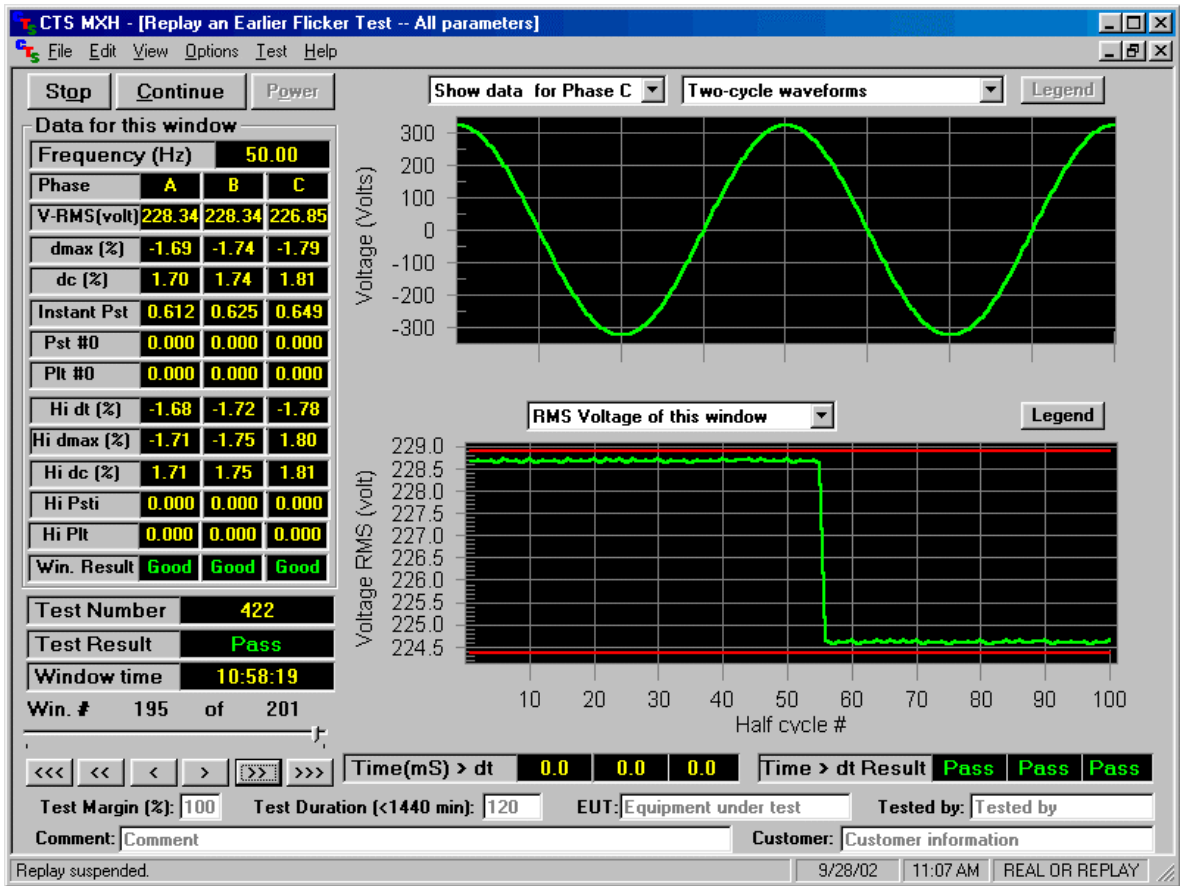 CTS MXH - [Replay an Earlier Flicker Test -- All parameters]
CTS File Edit View Options Test Help
Stop Continue Power
Show data for Phase C Two-cycle waveforms Legend
Data for this window
Frequency (Hz) 50.00
Phase A B C
V-RMS(volt) 228.34 228.34 226.85
dmax (%) -1.69 -1.74 -1.79
dc (%) 1.70 1.74 1.81
Instant Pst 0.612 0.625 0.649
Pst #0 0.000 0.000 0.000
Plt #0 0.000 0.000 0.000
Hi dt (%) -1.68 -1.72 -1.78
Hi dmax (%) -1.71 -1.75 1.80
Hi dc (%) 1.71 1.75 1.81
Hi Psti 0.000 0.000 0.000
Hi Plt 0.000 0.000 0.000
Win. Result Good Good Good
Test Number 422
Test Result Pass
Window time 10:58:19
Win. # 195 of 201
<<< << < > >> >>>
Voltage (Volts)
300
200
100
0
-100
-200
-300
RMS Voltage of this window Legend
Voltage RMS (volt)
229.0
228.5
228.0
227.5
227.0
226.5
226.0
225.5
225.0
224.5
10 20 30 40 50 60 70 80 90 100
Half cycle #
Time(mS) > dt 0.0 0.0 0.0 Time > dt Result Pass Pass Pass
Test Margin (%): 100 Test Duration (<1440 min): 120 EUT: Equipment under test Tested by: Tested by
Comment: Comment Customer: Customer information
Replay suspended. 9/28/02 11:07 AM REAL OR REPLAY